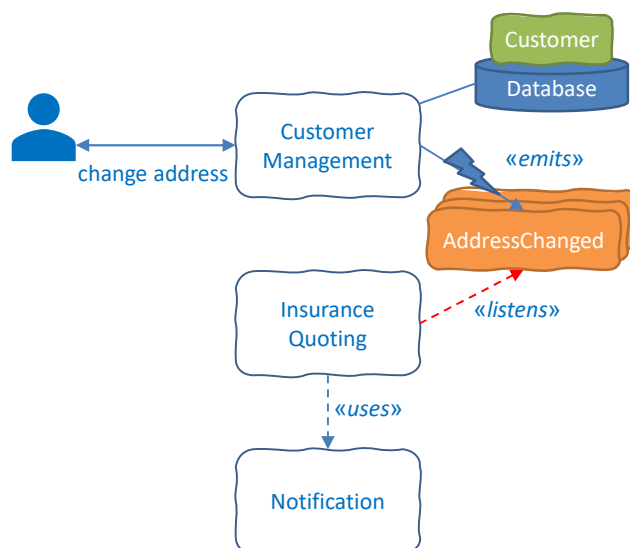 Customer
Database
Customer
Management
change address
«emits»
AddressChanged
Insurance
Quoting
«listens»
«uses»
Notification